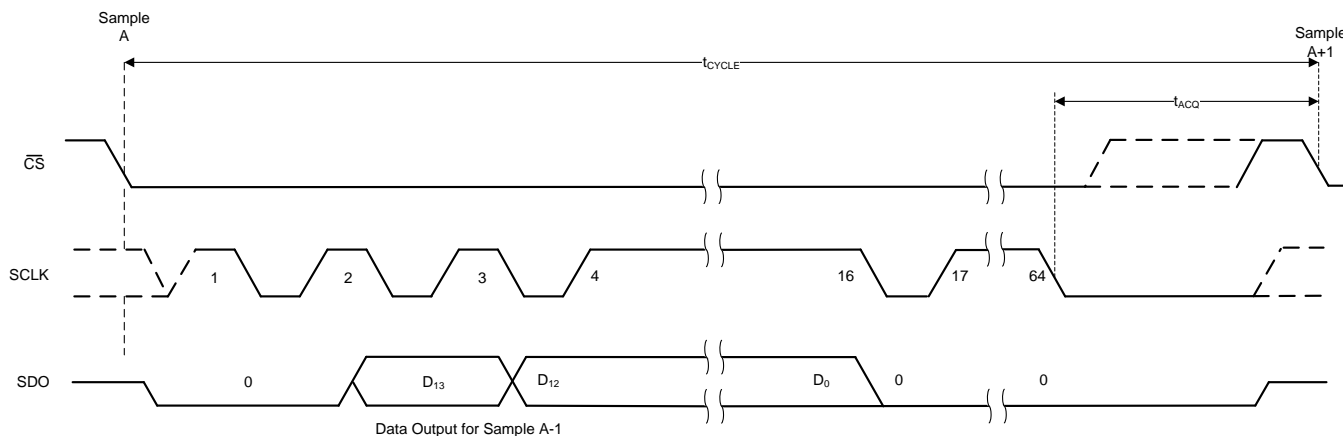 Sample
A
Sample
A+1
tCYCLE
tACQ
CS
SCLK
1
2
3
4
16
17
64
SDO
0
D13
D12
D0
0
0
Data Output for Sample A-1